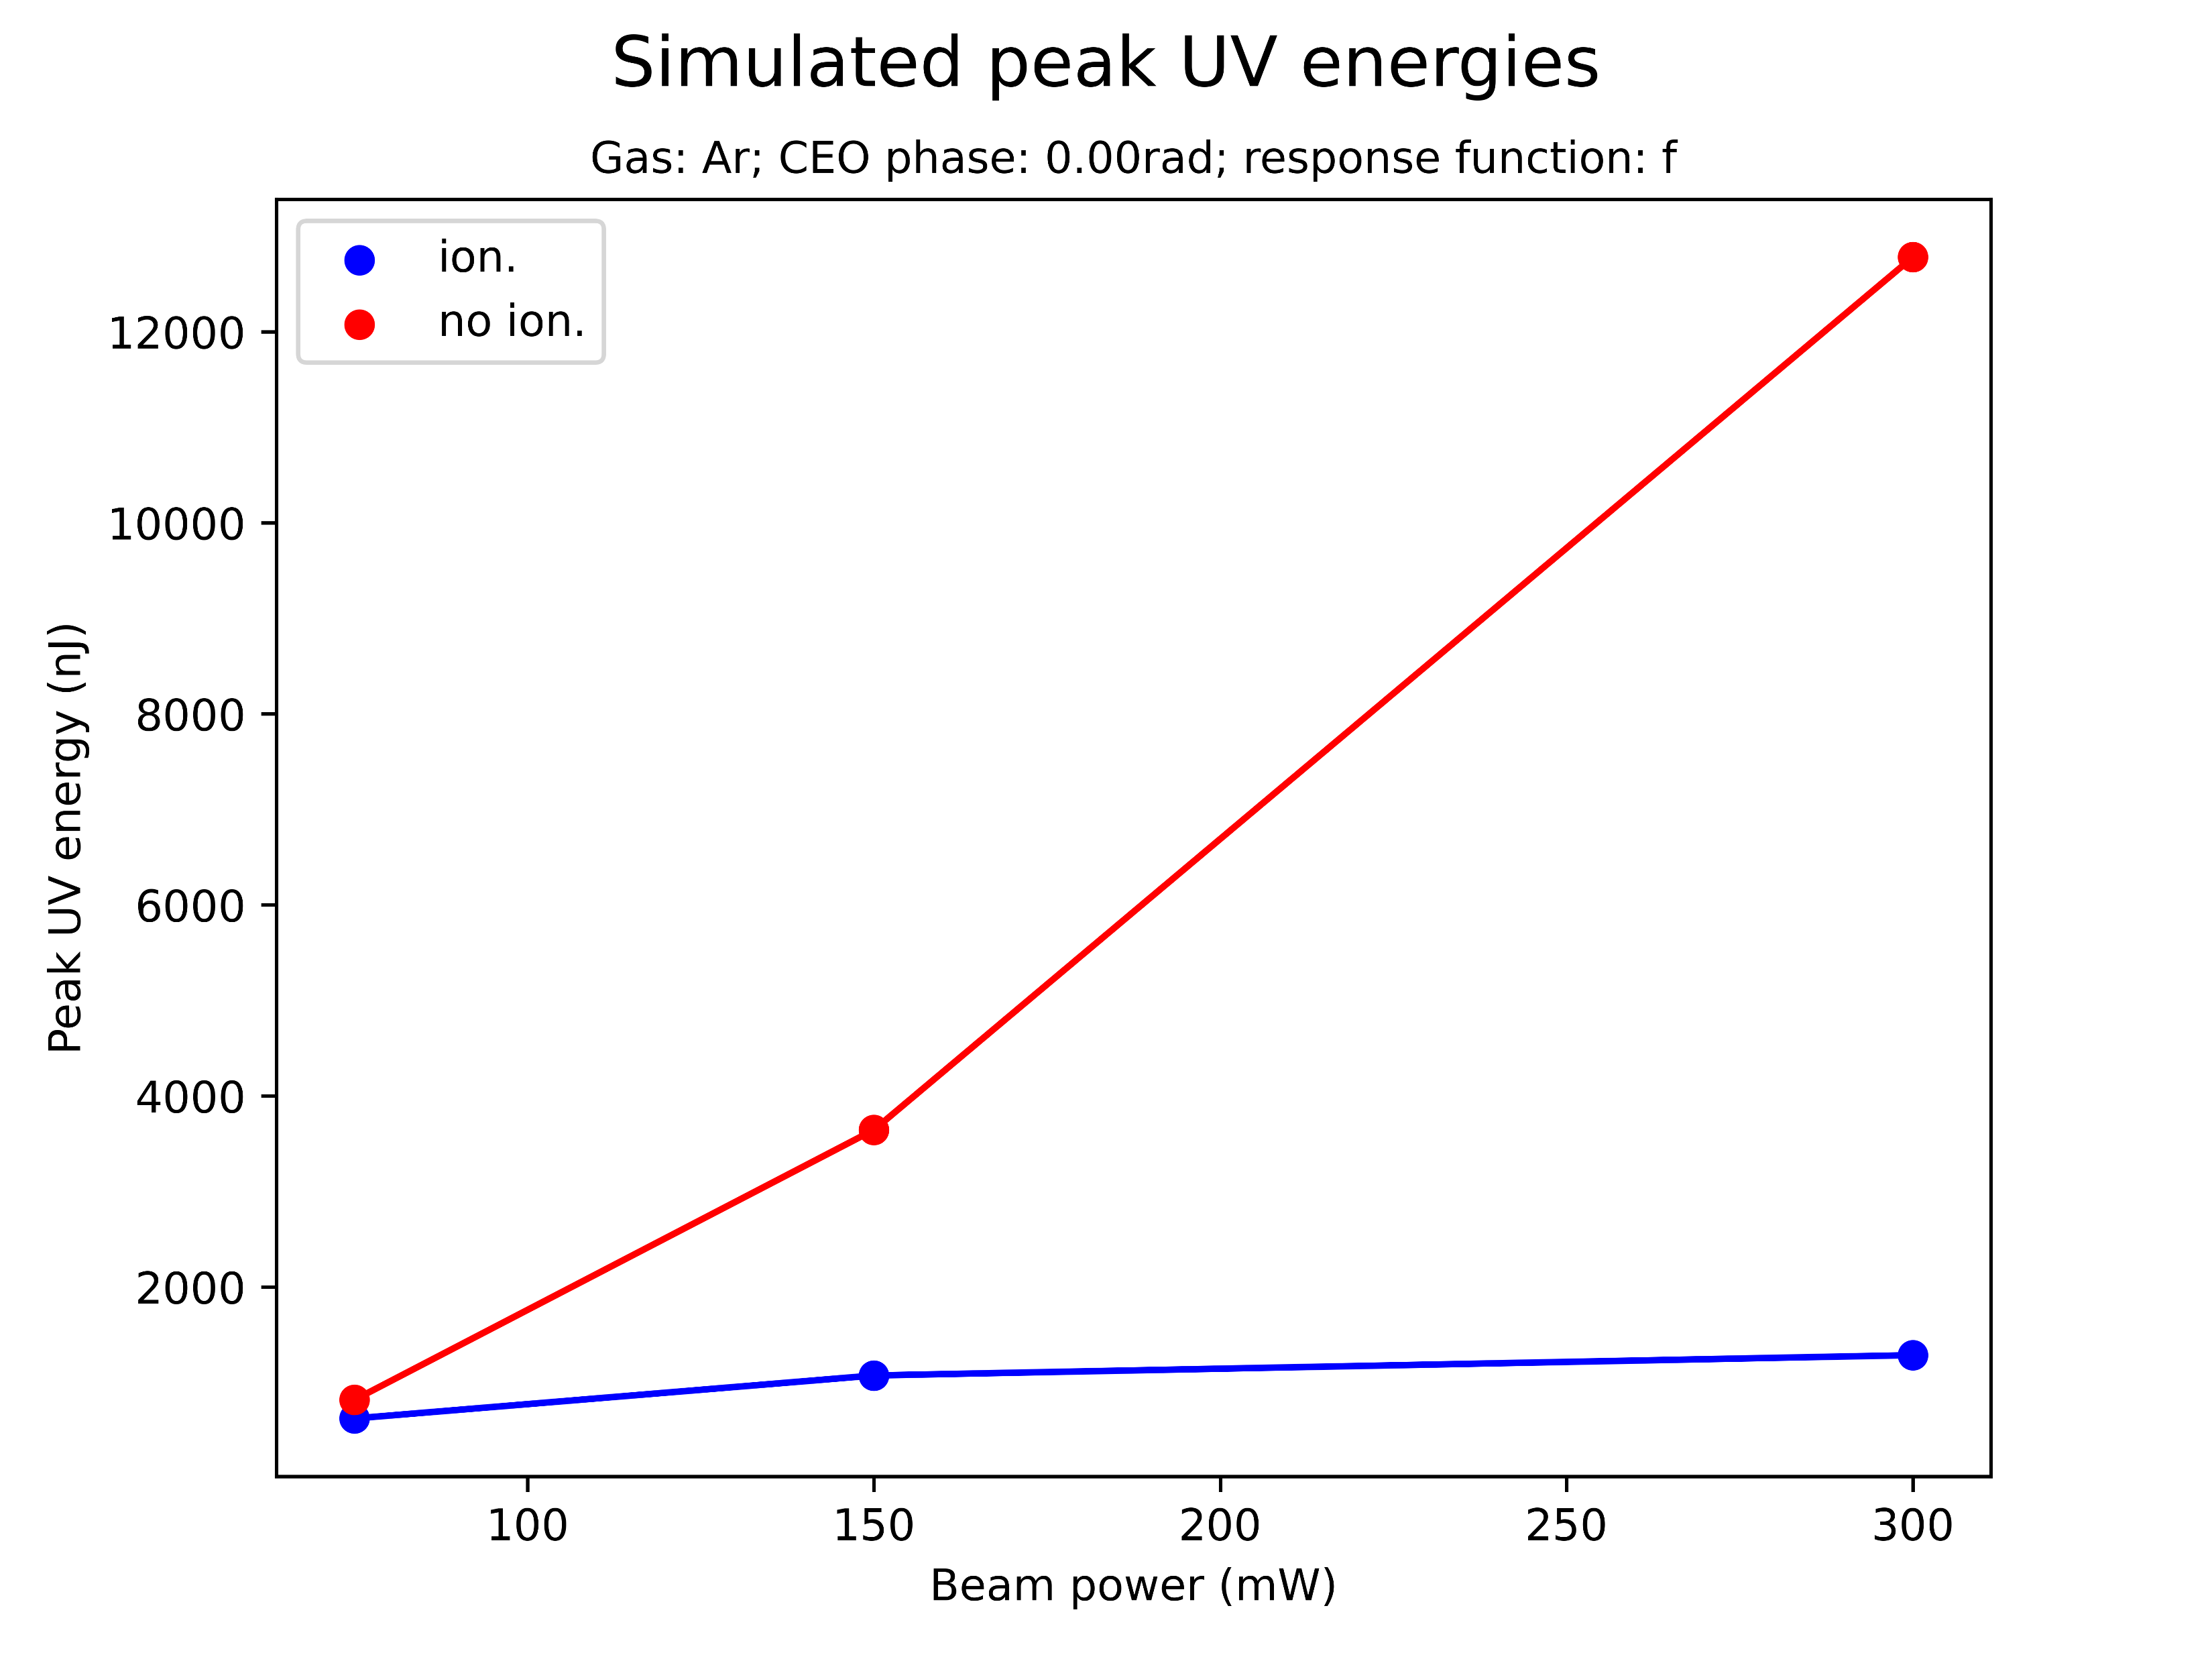 Simulated peak UV energies
Gas: Ar; CEO phase: 0.00rad; response function: f
ion.
no ion.
12000
10000
8000
6000
4000
2000
Peak UV energy (nJ)
100 150 200 250 300
Beam power (mW)